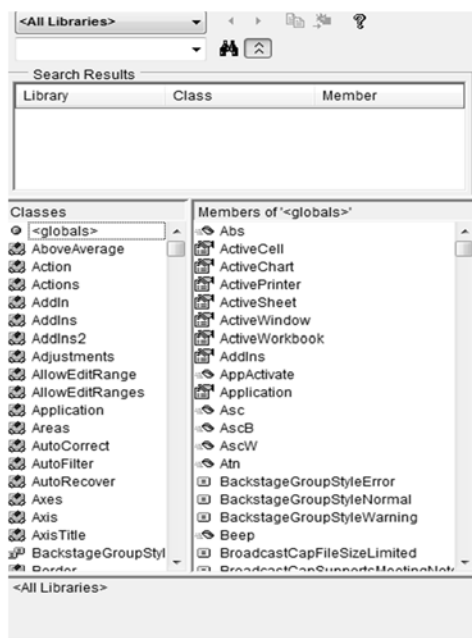 <All Libraries>
Search Results
Library Class Member
Classes
<globals>
AboveAverage
Action
Actions
AddIn
AddIns
AddIns2
Adjustments
AllowEditRange
AllowEditRanges
Application
Areas
AutoCorrect
AutoFilter
AutoRecover
Axes
Axis
AxisTitle
BackstageGroupStyl
Border
Members of '<globals>'
Abs
ActiveCell
ActiveChart
ActivePrinter
ActiveSheet
ActiveWindow
ActiveWorkbook
AddIns
AppActivate
Application
Asc
AscB
AscW
Atn
BackstageGroupStyleError
BackstageGroupStyleNormal
BackstageGroupStyleWarning
Beep
BroadcastCapFileSizeLimited
<All Libraries>